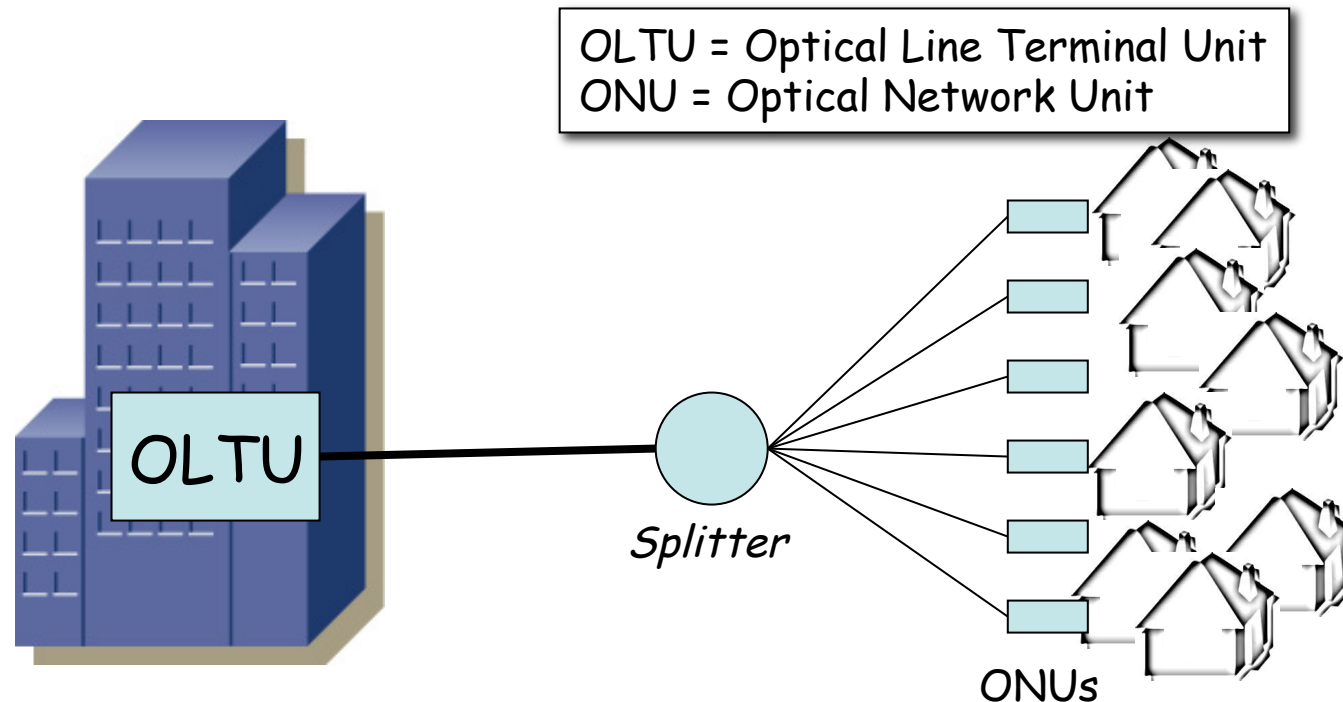 OLTU = Optical Line Terminal Unit
ONU = Optical Network Unit
OLTU
Splitter
ONUs